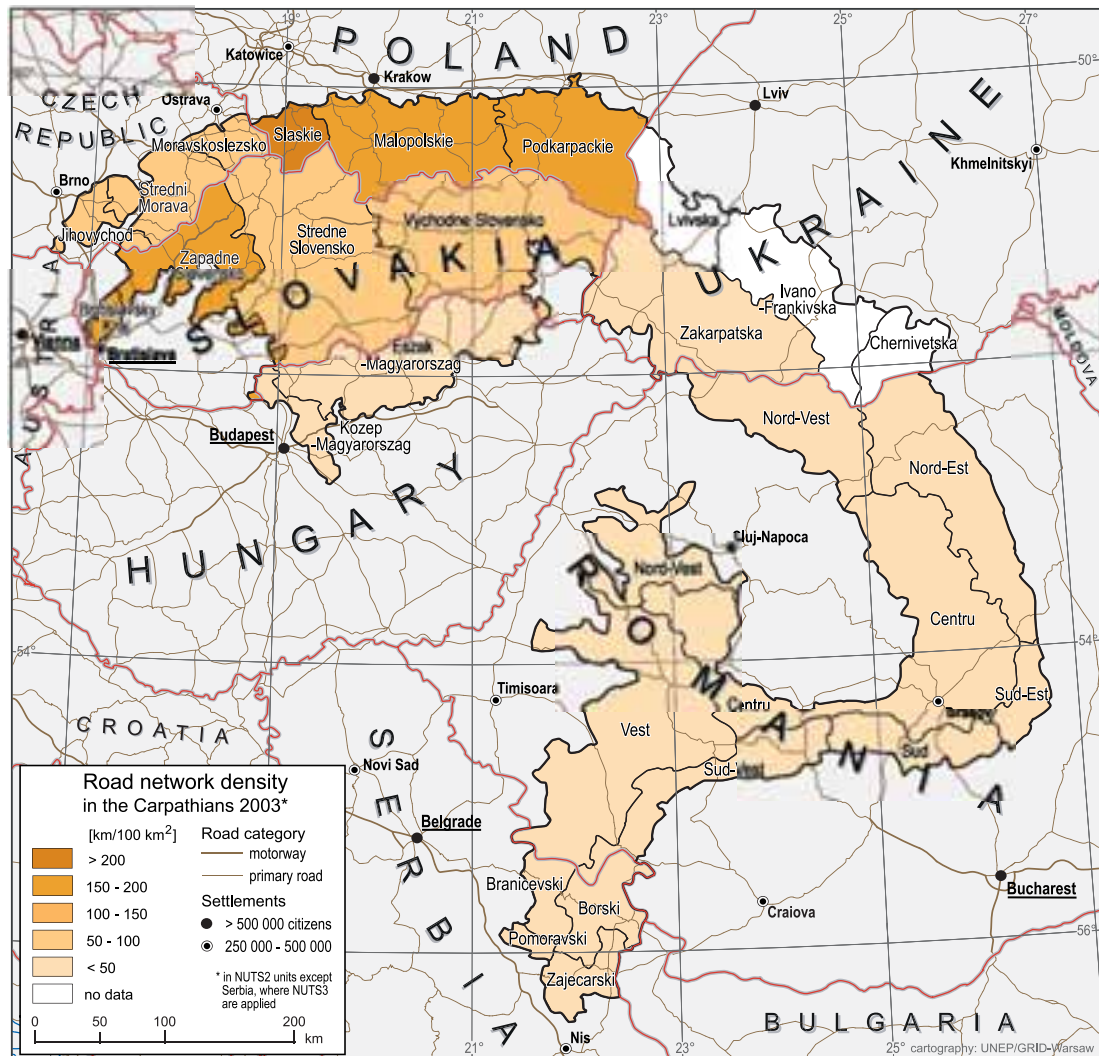 19°
21°
23°
25°
27°
POLAND
Katowice
Krakow
50°
CZECH
REPUBLIC
Ostrava
Lviv
Slaskie
Malopolskie
Podkarpackie
Moravskoslezsko
Khmelnitskyi
Brno
Stredni
Morava
Jihovychod
Stredne
Slovensko
Vychodne Slovensko
Lvivska
UKRAINE
Zapadne
SLOVAKIA
Ivano
-Frankivska
Zakarpatska
Chernivetska
MOLDOVA
AUSTRIA
Vienna
Bratislava
Eszak
-Magyarorszag
Nord-Vest
Budapest
Kozep
-Magyarorszag
Nord-Est
HUNGARY
Cluj-Napoca
Nord-Vest
ROMANIA
Centru
54°
54°
Timisoara
Centru
Sud-Est
Brasov
CROATIA
Vest
Sud-Vest
Sud
SERBIA
Novi Sad
Belgrade
Branicevski
Borski
Pomoravski
Zajecarski
Craiova
Bucharest
56°
BULGARIA
Nis
21°
23°
25°
Road network density
in the Carpathians 2003*
[km/100 km²]
> 200
150 - 200
100 - 150
50 - 100
< 50
no data
Road category
motorway
primary road
Settlements
> 500 000 citizens
250 000 - 500 000
* in NUTS2 units except
Serbia, where NUTS3
are applied
0 50 100 200
km
cartography: UNEP/GRID-Warsaw